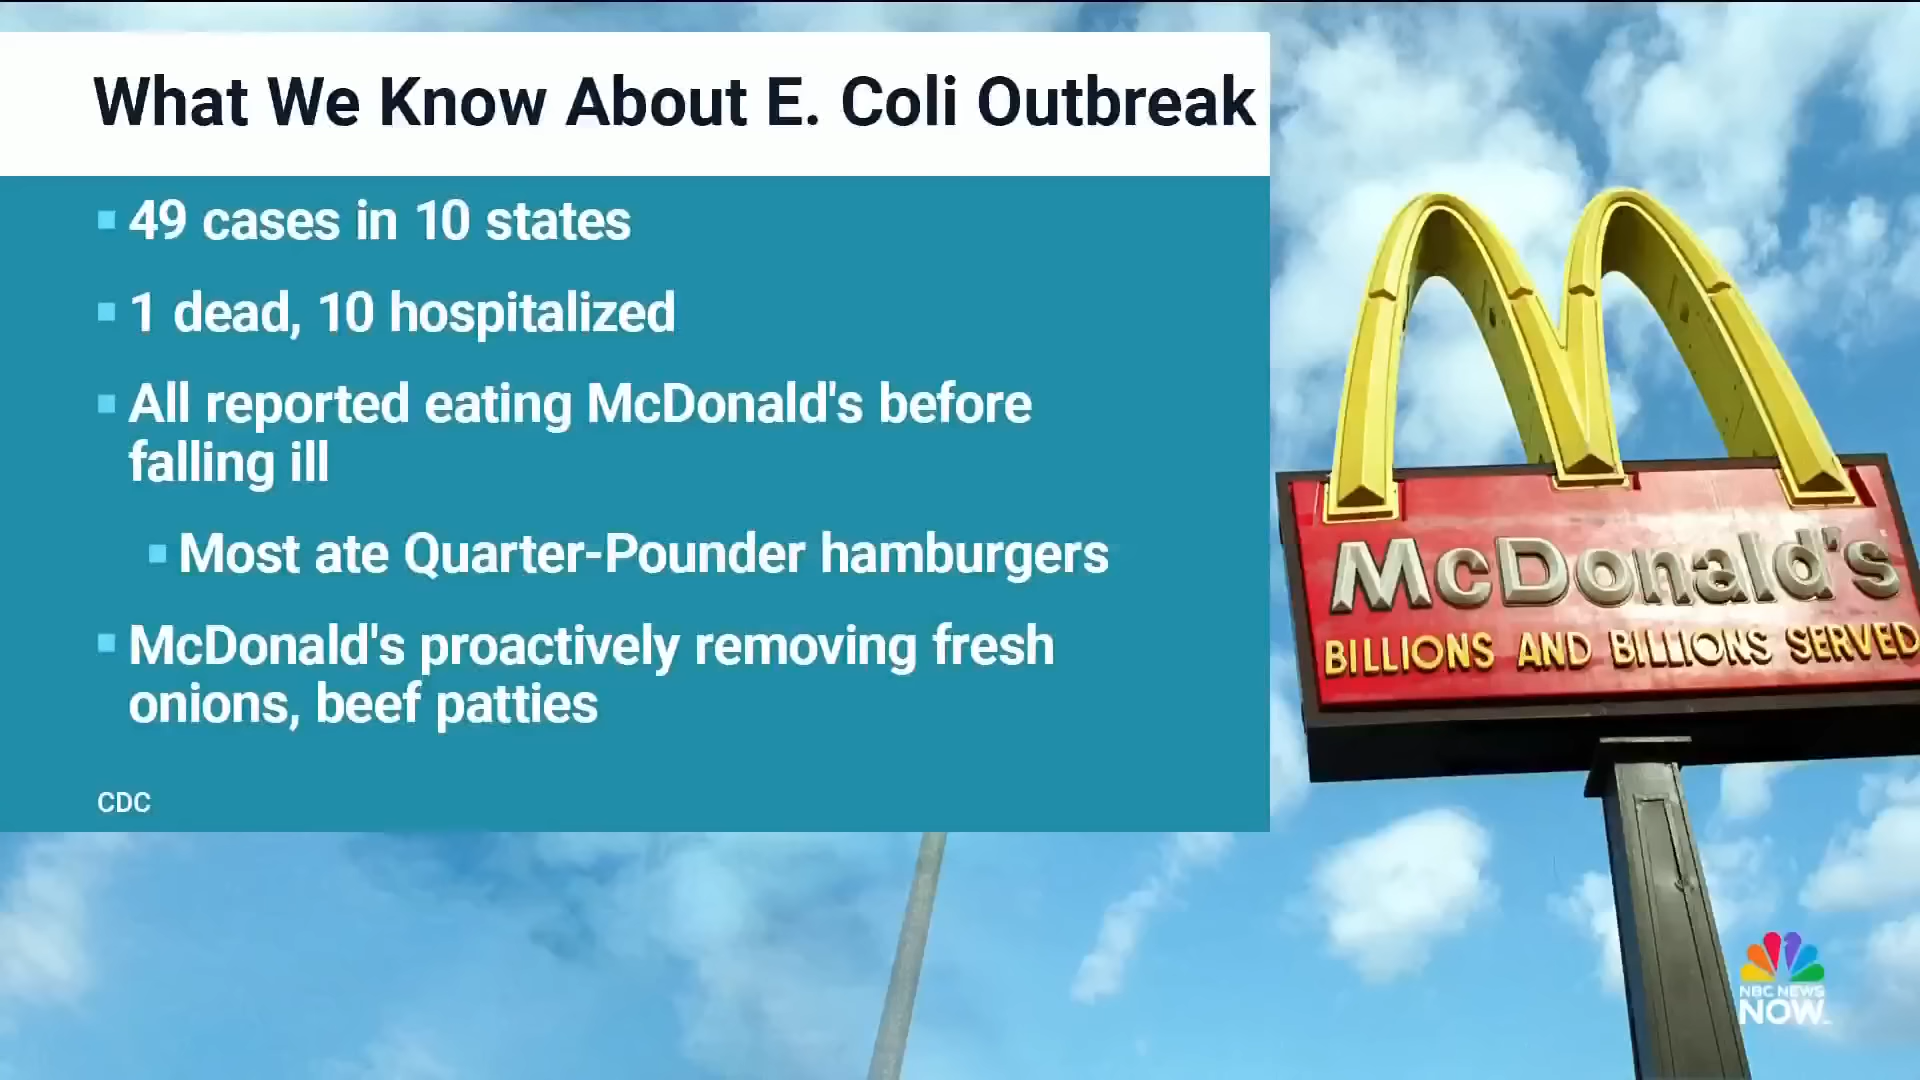 What We Know About E. Coli Outbreak
49 cases in 10 states
1 dead, 10 hospitalized
All reported eating McDonald's before
falling ill
Most ate Quarter-Pounder hamburgers
McDonald's proactively removing fresh
onions, beef patties
CDC
McDonald's
BILLIONS AND BILLIONS SERVED
NBC NEWS
NOW